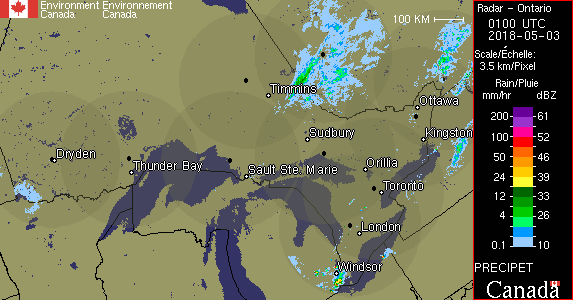 Environment Environnement
Canada Canada
100 KM
Timmins
Ottawa
Sudbury
Kingston
Dryden
Thunder Bay
Sault Ste. Marie
Orillia
Toronto
London
Windsor
Radar - Ontario
0100 UTC
2018-05-03
Scale/Échelle:
3.5 km/Pixel
Rain/Pluie
mm/hr dBZ
200 61
100 52
50 46
24 39
12 33
4 26
0.1 10
PRECIPET
Canada